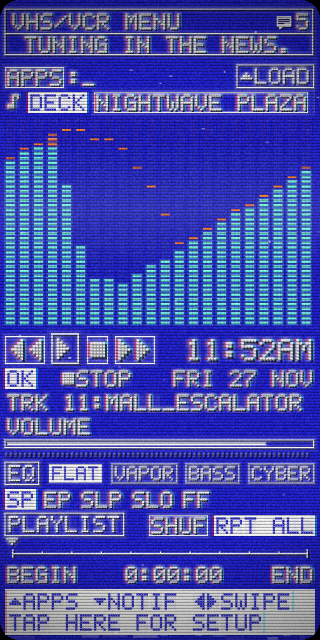 VHS/VCR MENU 5
TUNING IN THE NEWS.
APPS:_ LOAD
DECK NIGHTWAVE PLAZA
11:52AM
OK STOP FRI 27 NOV
TRK 11:MALL_ESCALATOR
VOLUME
EQ FLAT VAPOR BASS CYBER
SP EP SLP SLO FF
PLAYLIST SHUF RPT ALL
BEGIN 0:00:00 END
APPS NOTIF SWIPE
TAP HERE FOR SETUP